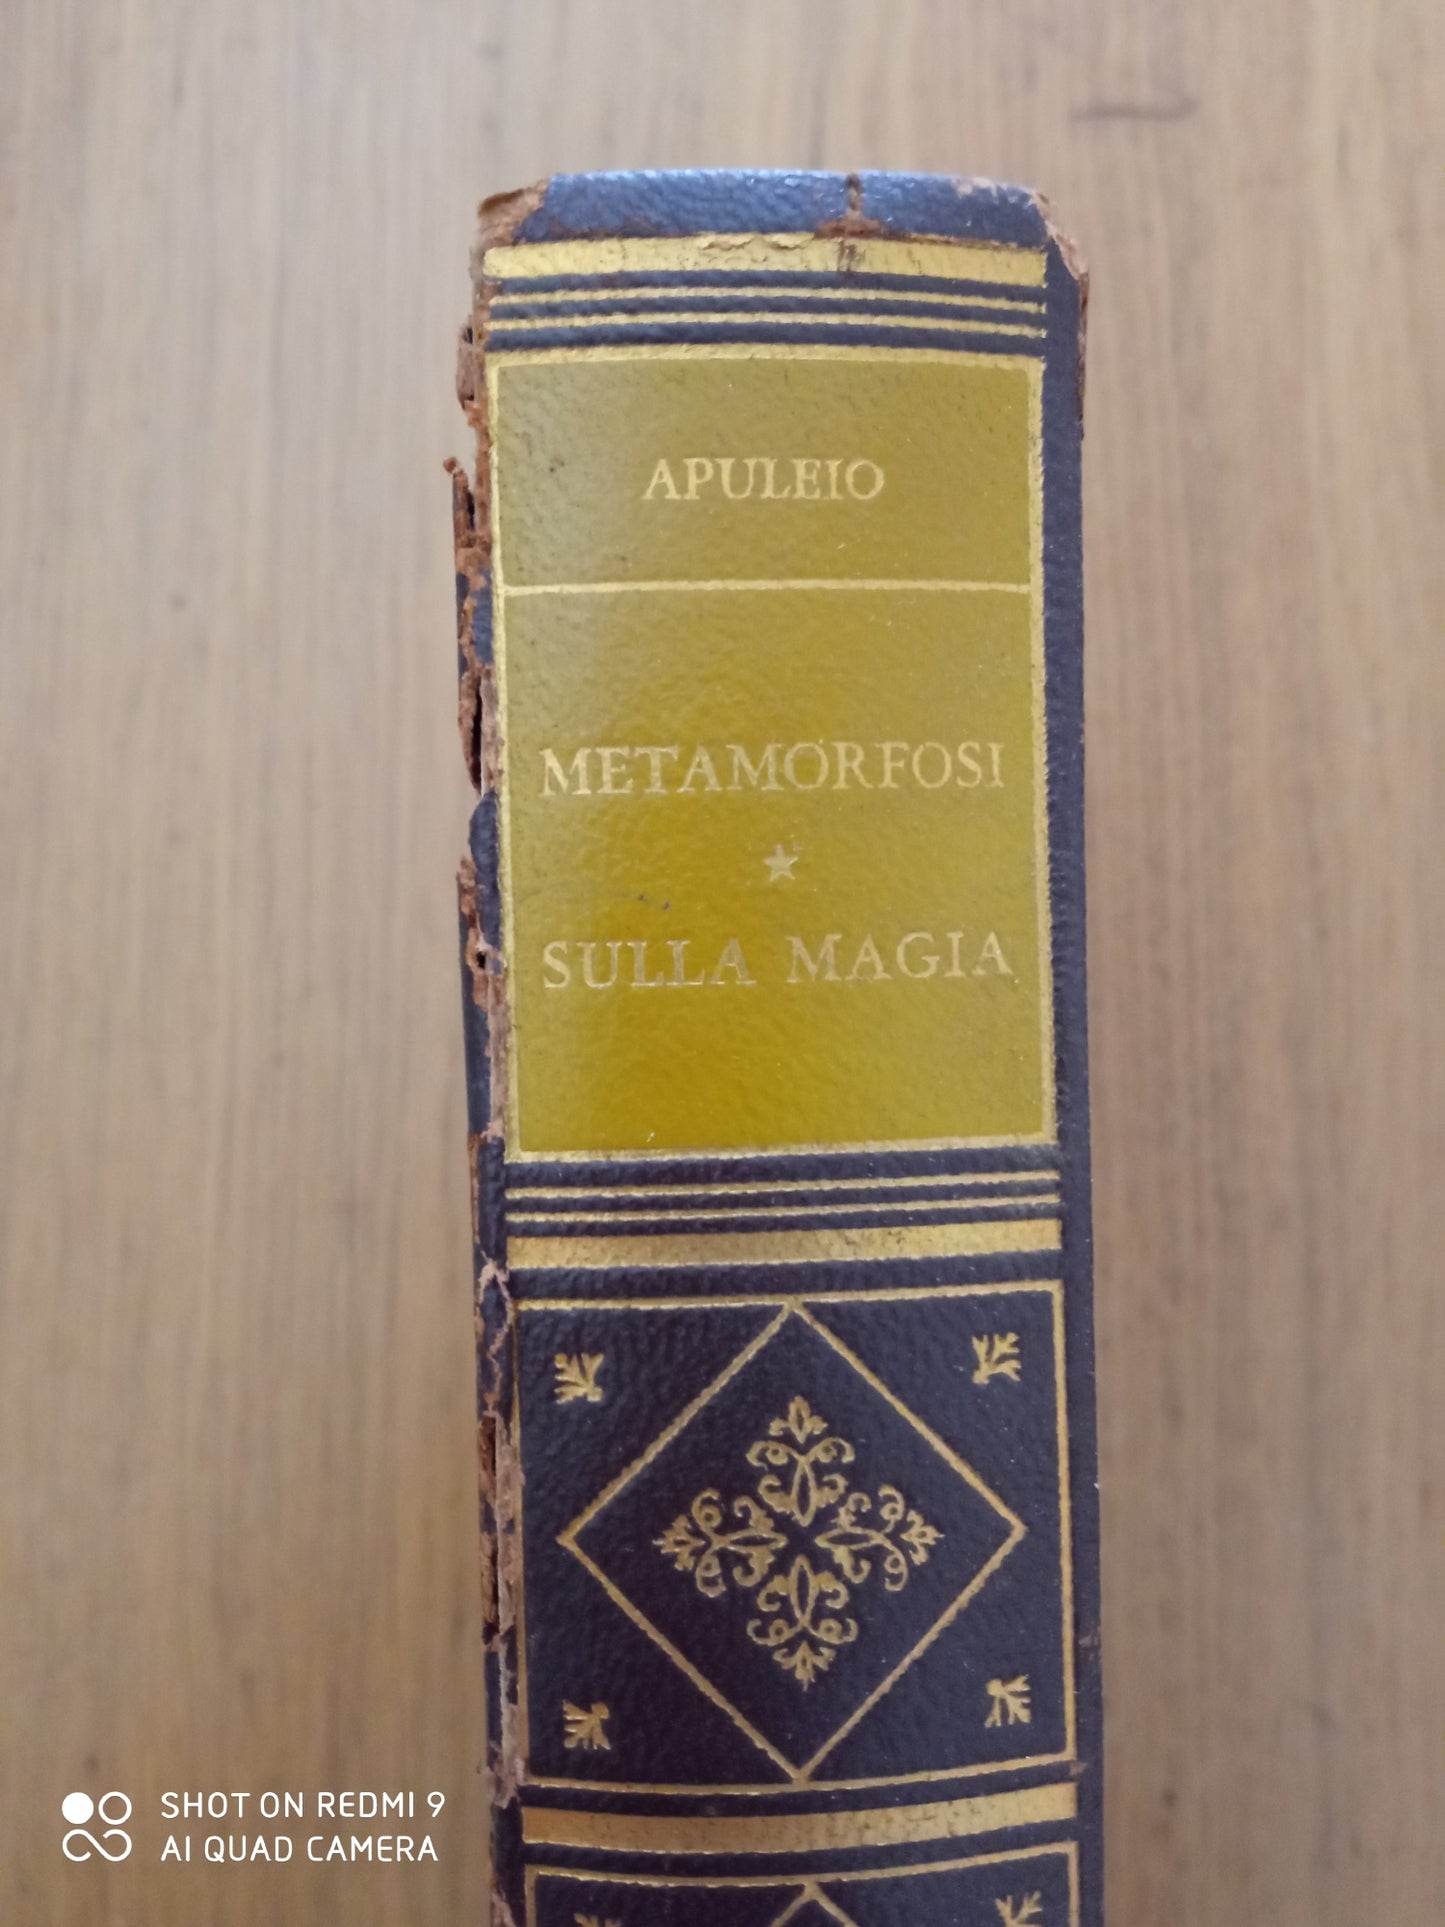 APULEIO
METAMORFOSI
SULLA MAGIA
SHOT ON REDMI 9
AI QUAD CAMERA